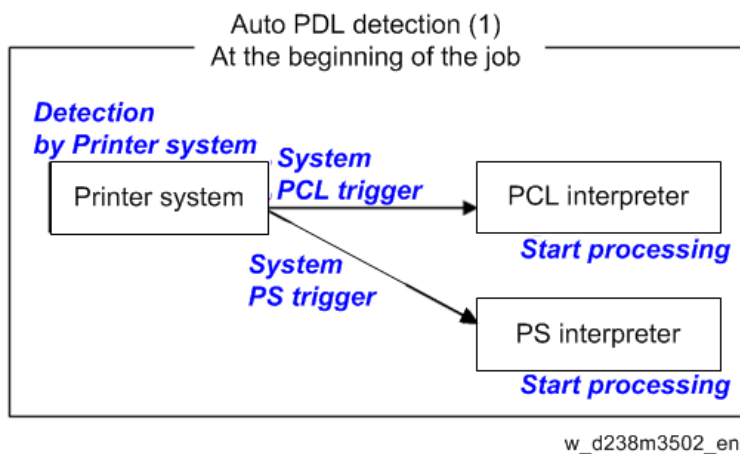 Auto PDL detection (1)
At the beginning of the job
Detection
by Printer system
Printer system
System
PCL trigger
PCL interpreter
Start processing
System
PS trigger
PS interpreter
Start processing
w_d238m3502_en